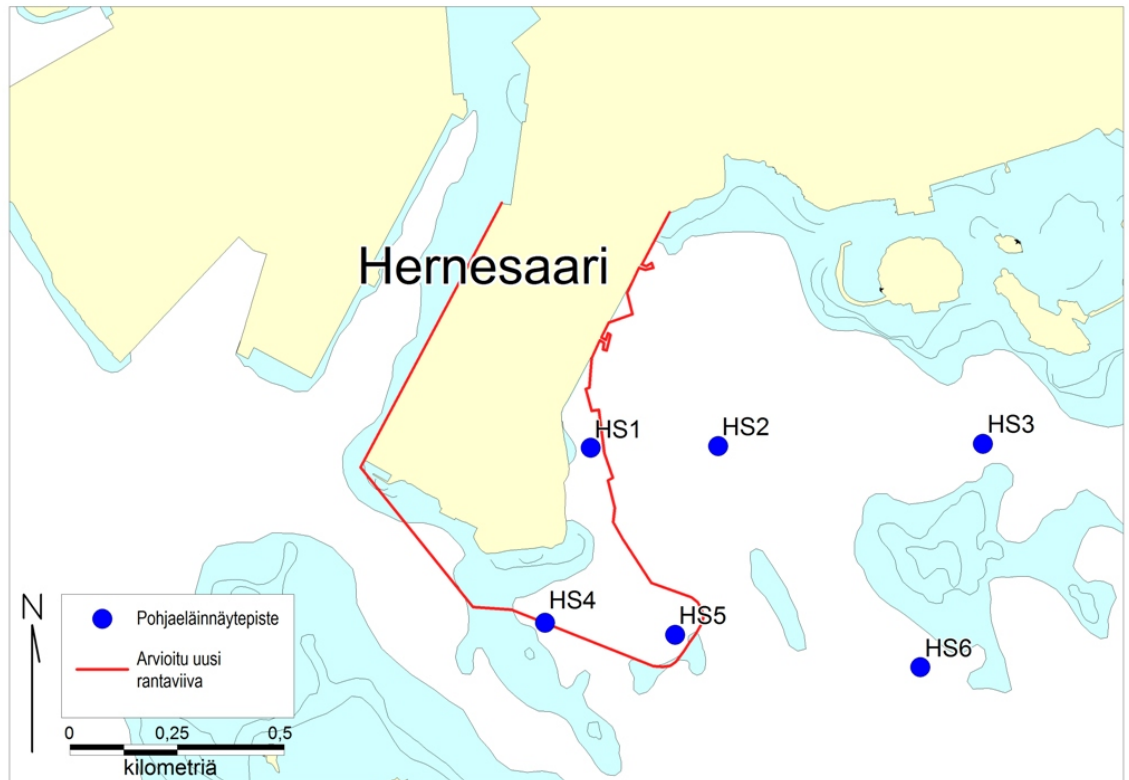 Hernesaari
HS1
HS2
HS3
HS4
HS5
HS6
N
Pohjaeläinnäytepiste
Arvioitu uusi
rantaviiva
0 0,25 0,5
kilometriä